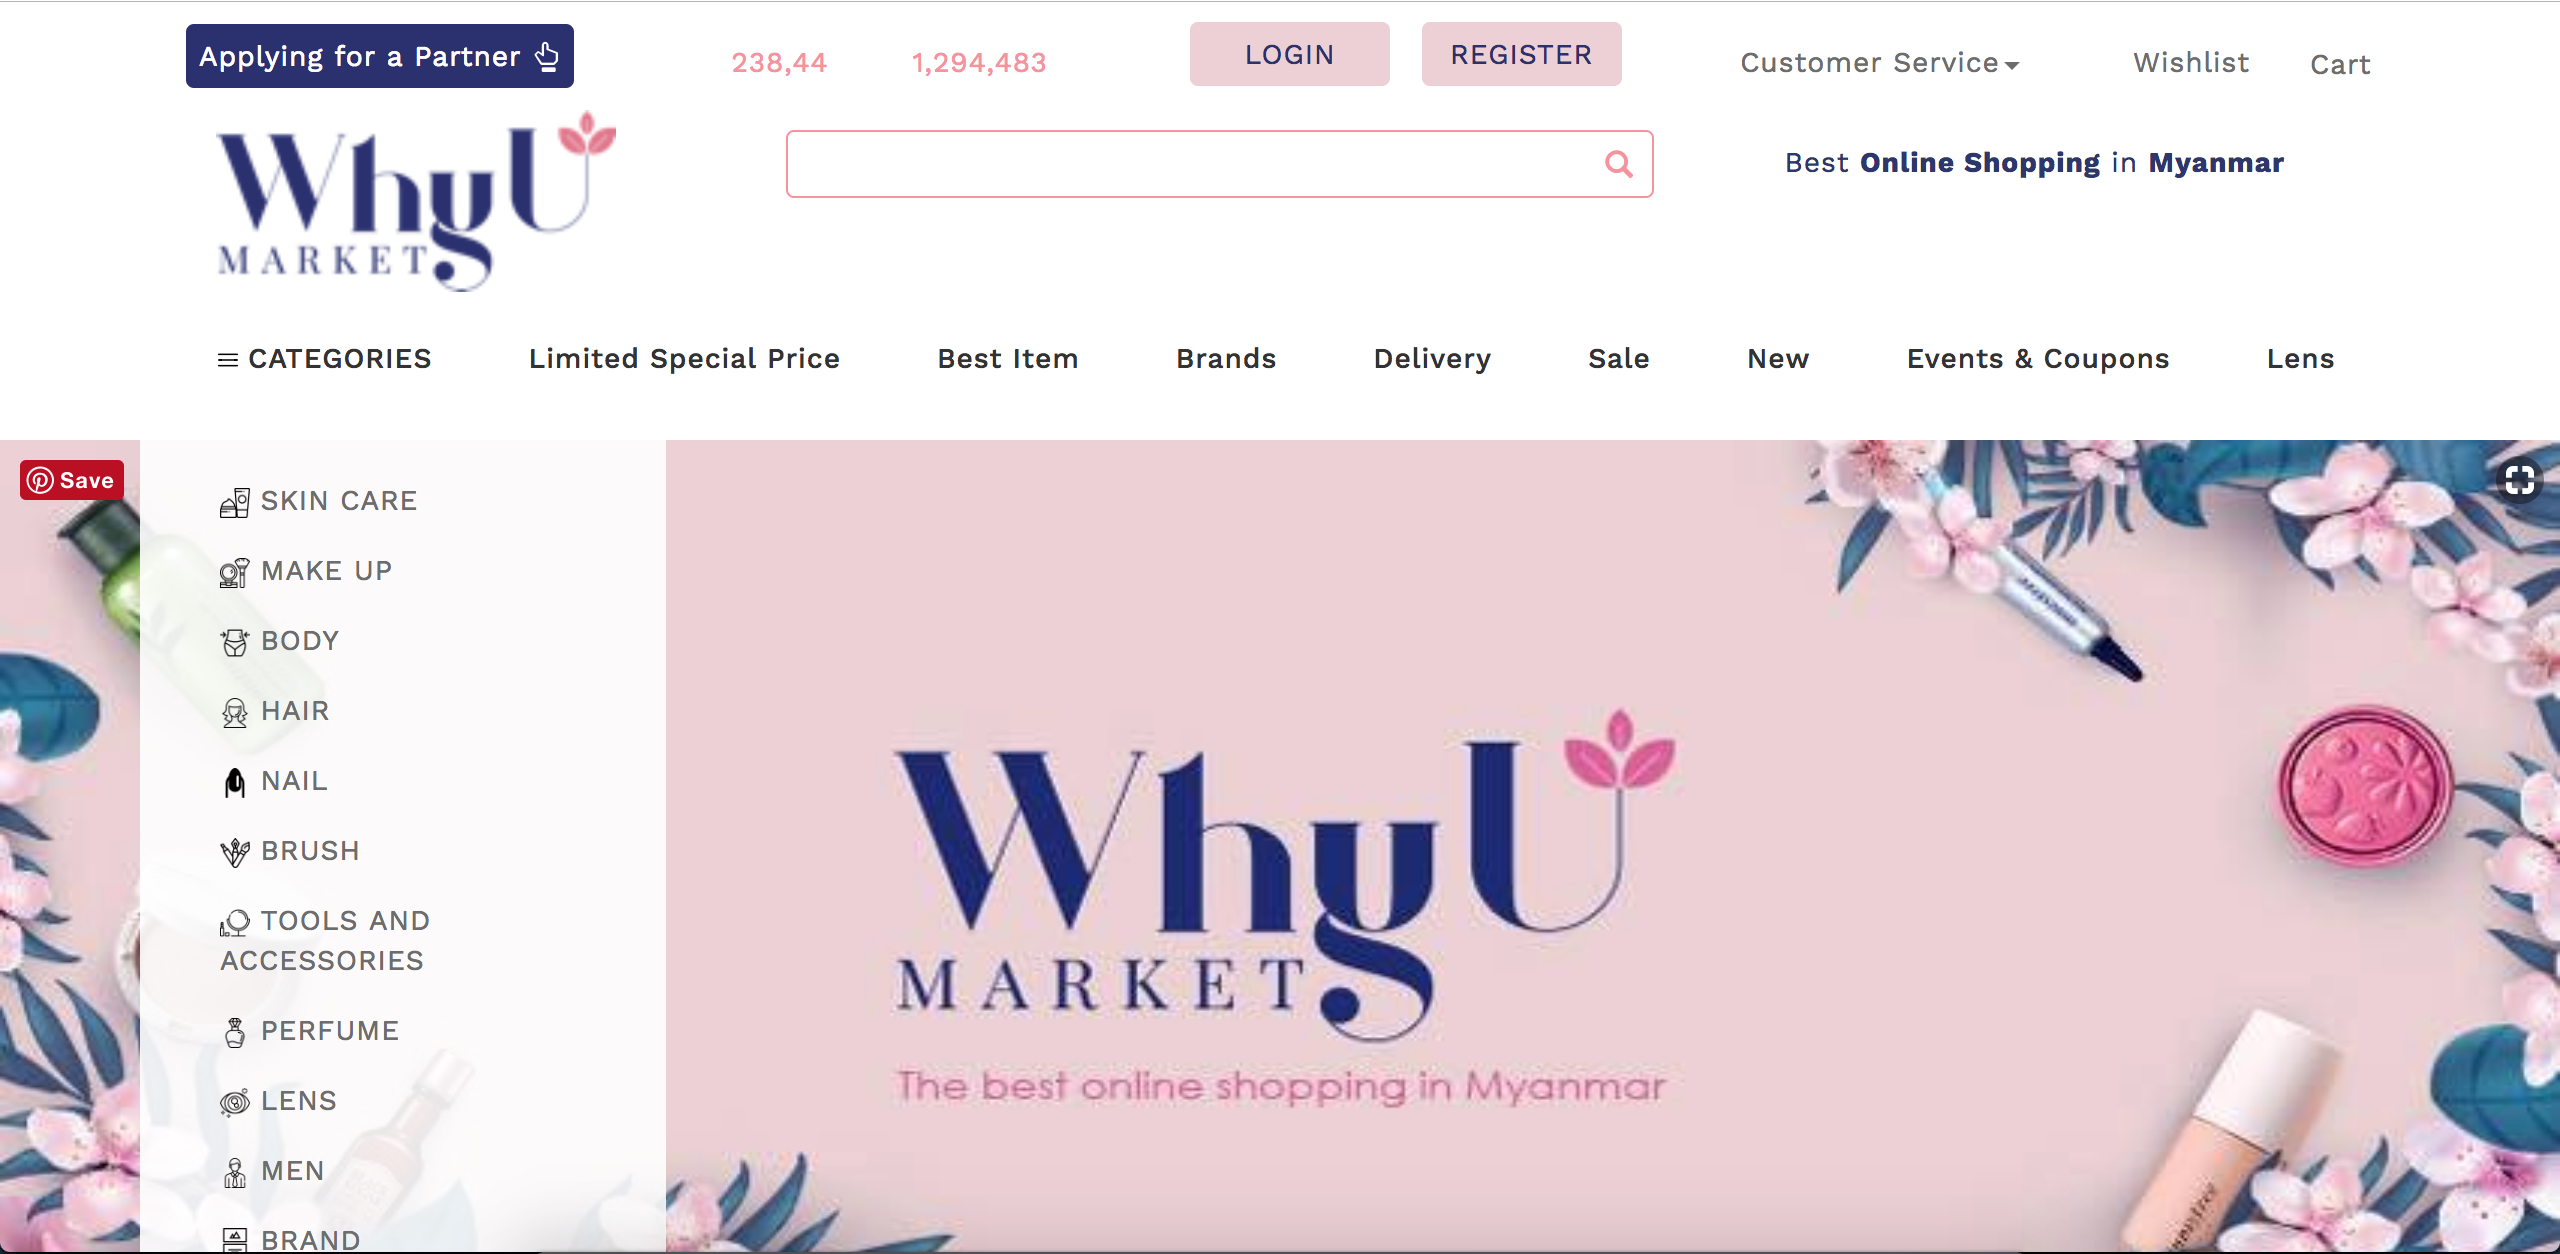 Applying for a Partner
238,44
1,294,483
LOGIN
REGISTER
Customer Service
Wishlist
Cart
WhyU
MARKET
Best Online Shopping in Myanmar
CATEGORIES
Limited Special Price
Best Item
Brands
Delivery
Sale
New
Events & Coupons
Lens
Save
SKIN CARE
MAKE UP
BODY
HAIR
NAIL
BRUSH
TOOLS AND
ACCESSORIES
PERFUME
LENS
MEN
BRAND
WhyU
MARKET
The best online shopping in Myanmar